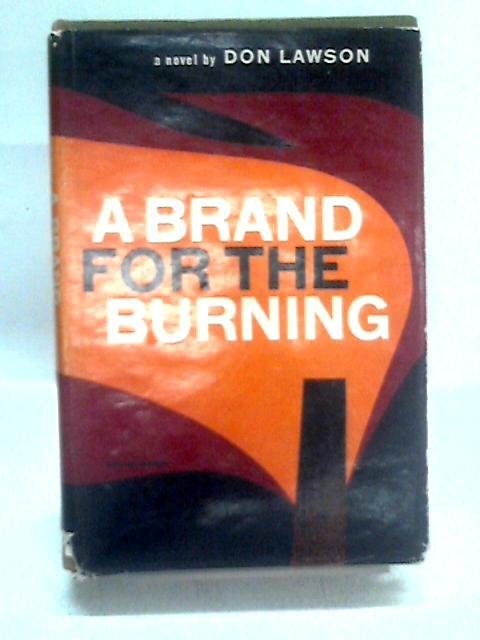 a novel by DON LAWSON
A BRAND
FOR THE
BURNING